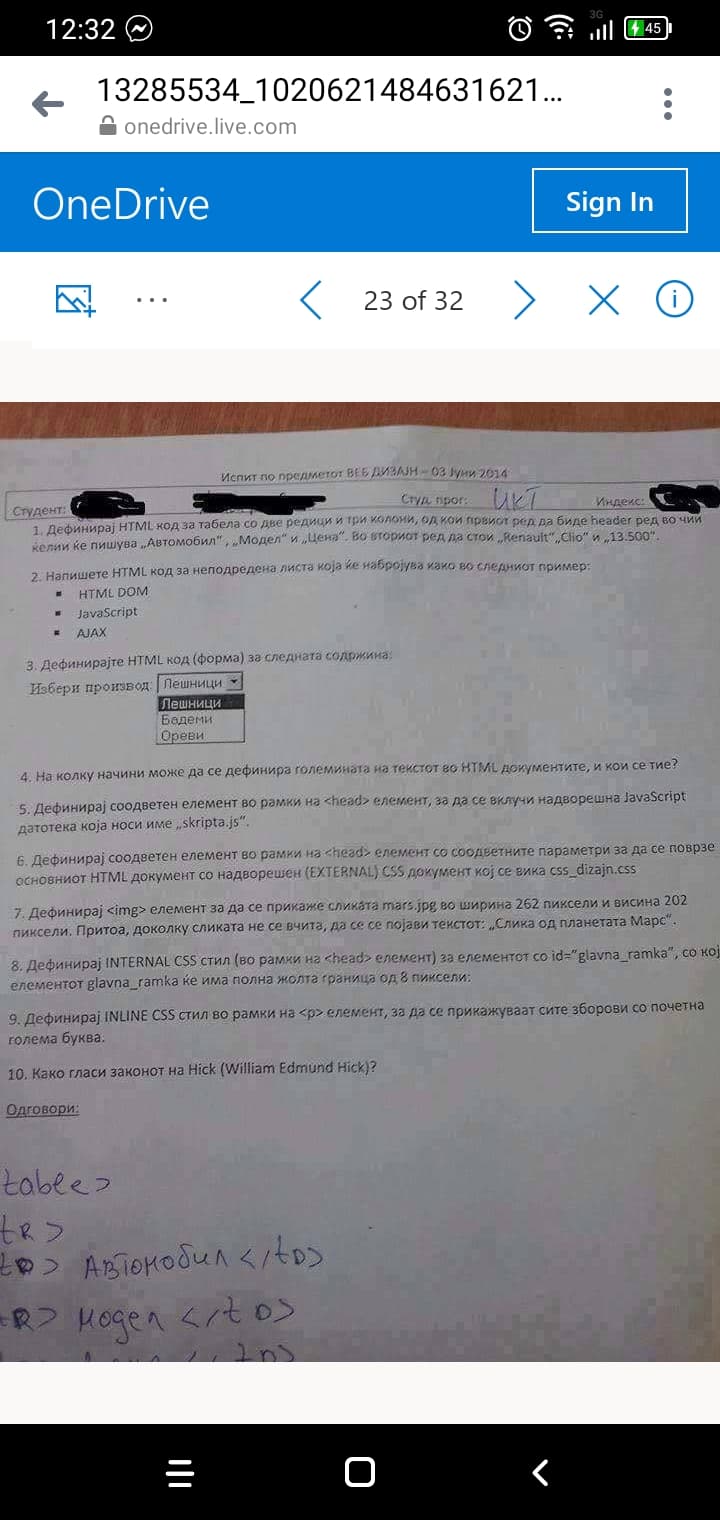 12:32
3G
45
13285534_1020621484631621...
onedrive.live.com
OneDrive
Sign In
... 23 of 32
Испит по предметот ВЕБ ДИЗАЈН – 03 Јуни 2014
Студент: Студ. прог: ИКТ Индекс:
1. Дефинирај HTML код за табела со две редици и три колони, од кои првиот ред да биде header ред во чии
ќелии ќе пишува „Автомобил“ , „Модел“ и „Цена“. Во вториот ред да стои „Renault“„Clio“ и „13.500“.
2. Напишете HTML код за неподредена листа која ќе набројува како во следниот пример:
▪ HTML DOM
▪ JavaScript
▪ AJAX
3. Дефинирајте HTML код (форма) за следната содржина:
Избери производ: Лешници
Лешници
Бадеми
Ореви
4. На колку начини може да се дефинира големината на текстот во HTML документите, и кои се тие?
5. Дефинирај соодветен елемент во рамки на <head> елемент, за да се вклучи надворешна JavaScript
датотека која носи име „skripta.js“.
6. Дефинирај соодветен елемент во рамки на <head> елемент со соодветните параметри за да се поврзе
основниот HTML документ со надворешен (EXTERNAL) CSS документ кој се вика css_dizajn.css
7. Дефинирај <img> елемент за да се прикаже сликата mars.jpg во ширина 262 пиксели и висина 202
пиксели. Притоа, доколку сликата не се вчита, да се се појави текстот: „Слика од планетата Марс“.
8. Дефинирај INTERNAL CSS стил (во рамки на <head> елемент) за елементот со id=“glavna_ramka“, со кој
елементот glavna_ramka ќе има полна жолта граница од 8 пиксели:
9. Дефинирај INLINE CSS стил во рамки на <p> елемент, за да се прикажуваат сите зборови со почетна
голема буква.
10. Како гласи законот на Hick (William Edmund Hick)?
Одговори:
table>
tR>
tD> Автомобил </tD>
tR> Модел </tD>
</tD>